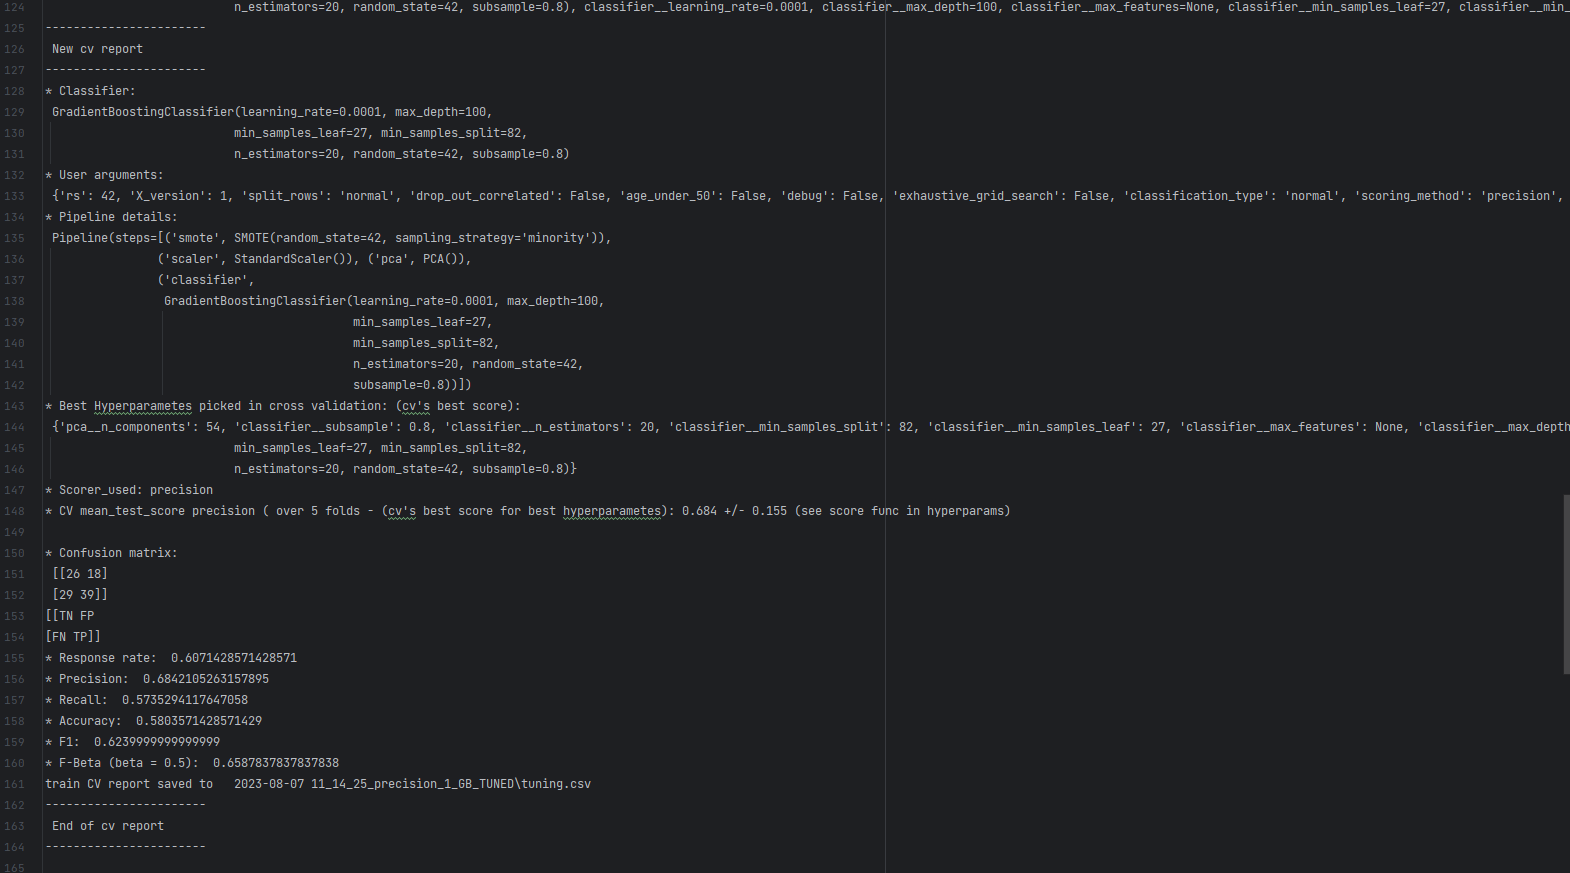 124 n_estimators=20, random_state=42, subsample=0.8), classifier__learning_rate=0.0001, classifier__max_depth=100, classifier__max_features=None, classifier__min_samples_leaf=27, classifier__min_
125 -----------------------
126 New cv report
127 -----------------------
128 * Classifier:
129 GradientBoostingClassifier(learning_rate=0.0001, max_depth=100,
130 min_samples_leaf=27, min_samples_split=82,
131 n_estimators=20, random_state=42, subsample=0.8)
132 * User arguments:
133 {'rs': 42, 'X_version': 1, 'split_rows': 'normal', 'drop_out_correlated': False, 'age_under_50': False, 'debug': False, 'exhaustive_grid_search': False, 'classification_type': 'normal', 'scoring_method': 'precision',
134 * Pipeline details:
135 Pipeline(steps=[('smote', SMOTE(random_state=42, sampling_strategy='minority')),
136 ('scaler', StandardScaler()), ('pca', PCA()),
137 ('classifier',
138 GradientBoostingClassifier(learning_rate=0.0001, max_depth=100,
139 min_samples_leaf=27,
140 min_samples_split=82,
141 n_estimators=20, random_state=42,
142 subsample=0.8))])
143 * Best Hyperparametes picked in cross validation: (cv's best score):
144 {'pca__n_components': 54, 'classifier__subsample': 0.8, 'classifier__n_estimators': 20, 'classifier__min_samples_split': 82, 'classifier__min_samples_leaf': 27, 'classifier__max_features': None, 'classifier__max_depth
145 min_samples_leaf=27, min_samples_split=82,
146 n_estimators=20, random_state=42, subsample=0.8)}
147 * Scorer_used: precision
148 * CV mean_test_score precision ( over 5 folds - (cv's best score for best hyperparametes): 0.684 +/- 0.155 (see score func in hyperparams)
149
150 * Confusion matrix:
151 [[26 18]
152 [29 39]]
153 [[TN FP
154 [FN TP]]
155 * Response rate:  0.6071428571428571
156 * Precision:  0.6842105263157895
157 * Recall:  0.5735294117647058
158 * Accuracy:  0.5803571428571429
159 * F1:  0.6239999999999999
160 * F-Beta (beta = 0.5):  0.6587837837837838
161 train CV report saved to   2023-08-07 11_14_25_precision_1_GB_TUNED\tuning.csv
162 -----------------------
163 End of cv report
164 -----------------------
165